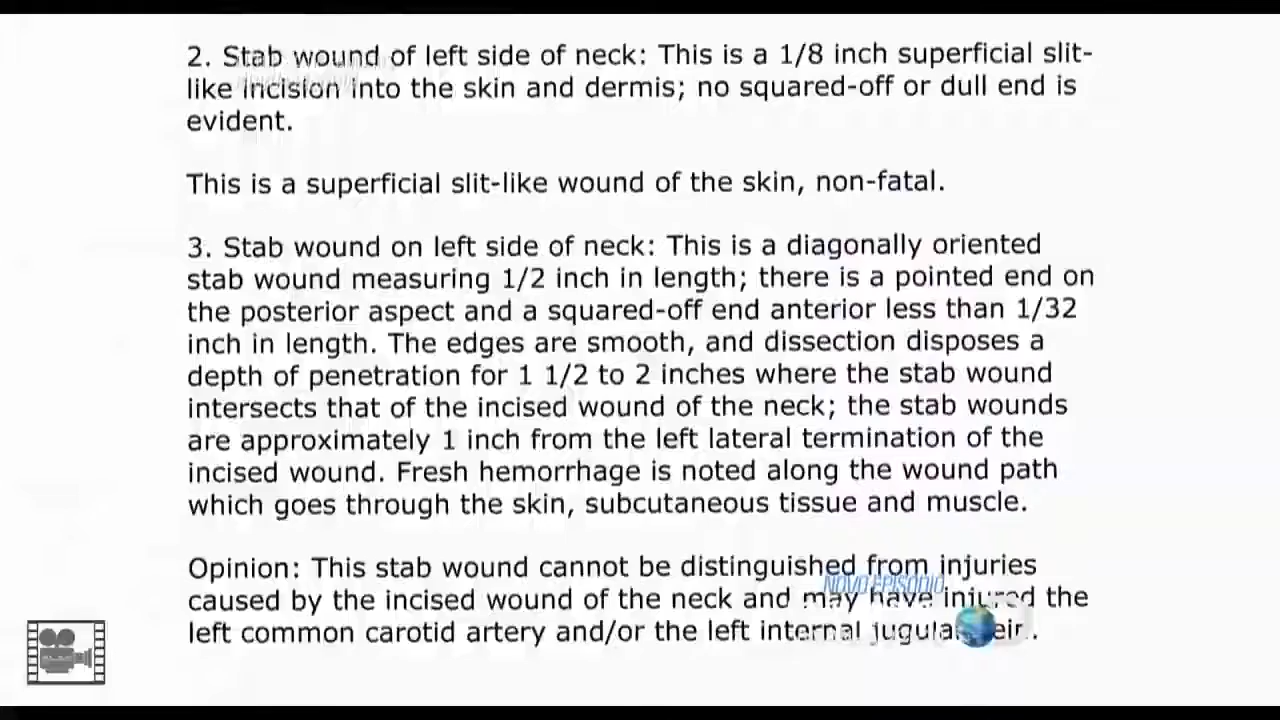 2. Stab wound of left side of neck: This is a 1/8 inch superficial slit-
like incision into the skin and dermis; no squared-off or dull end is
evident.
This is a superficial slit-like wound of the skin, non-fatal.
3. Stab wound on left side of neck: This is a diagonally oriented
stab wound measuring 1/2 inch in length; there is a pointed end on
the posterior aspect and a squared-off end anterior less than 1/32
inch in length. The edges are smooth, and dissection disposes a
depth of penetration for 1 1/2 to 2 inches where the stab wound
intersects that of the incised wound of the neck; the stab wounds
are approximately 1 inch from the left lateral termination of the
incised wound. Fresh hemorrhage is noted along the wound path
which goes through the skin, subcutaneous tissue and muscle.
Opinion: This stab wound cannot be distinguished from injuries
NOVO EPISÓDIO
caused by the incised wound of the neck and may have injured the
left common carotid artery and/or the left internal jugular vein.